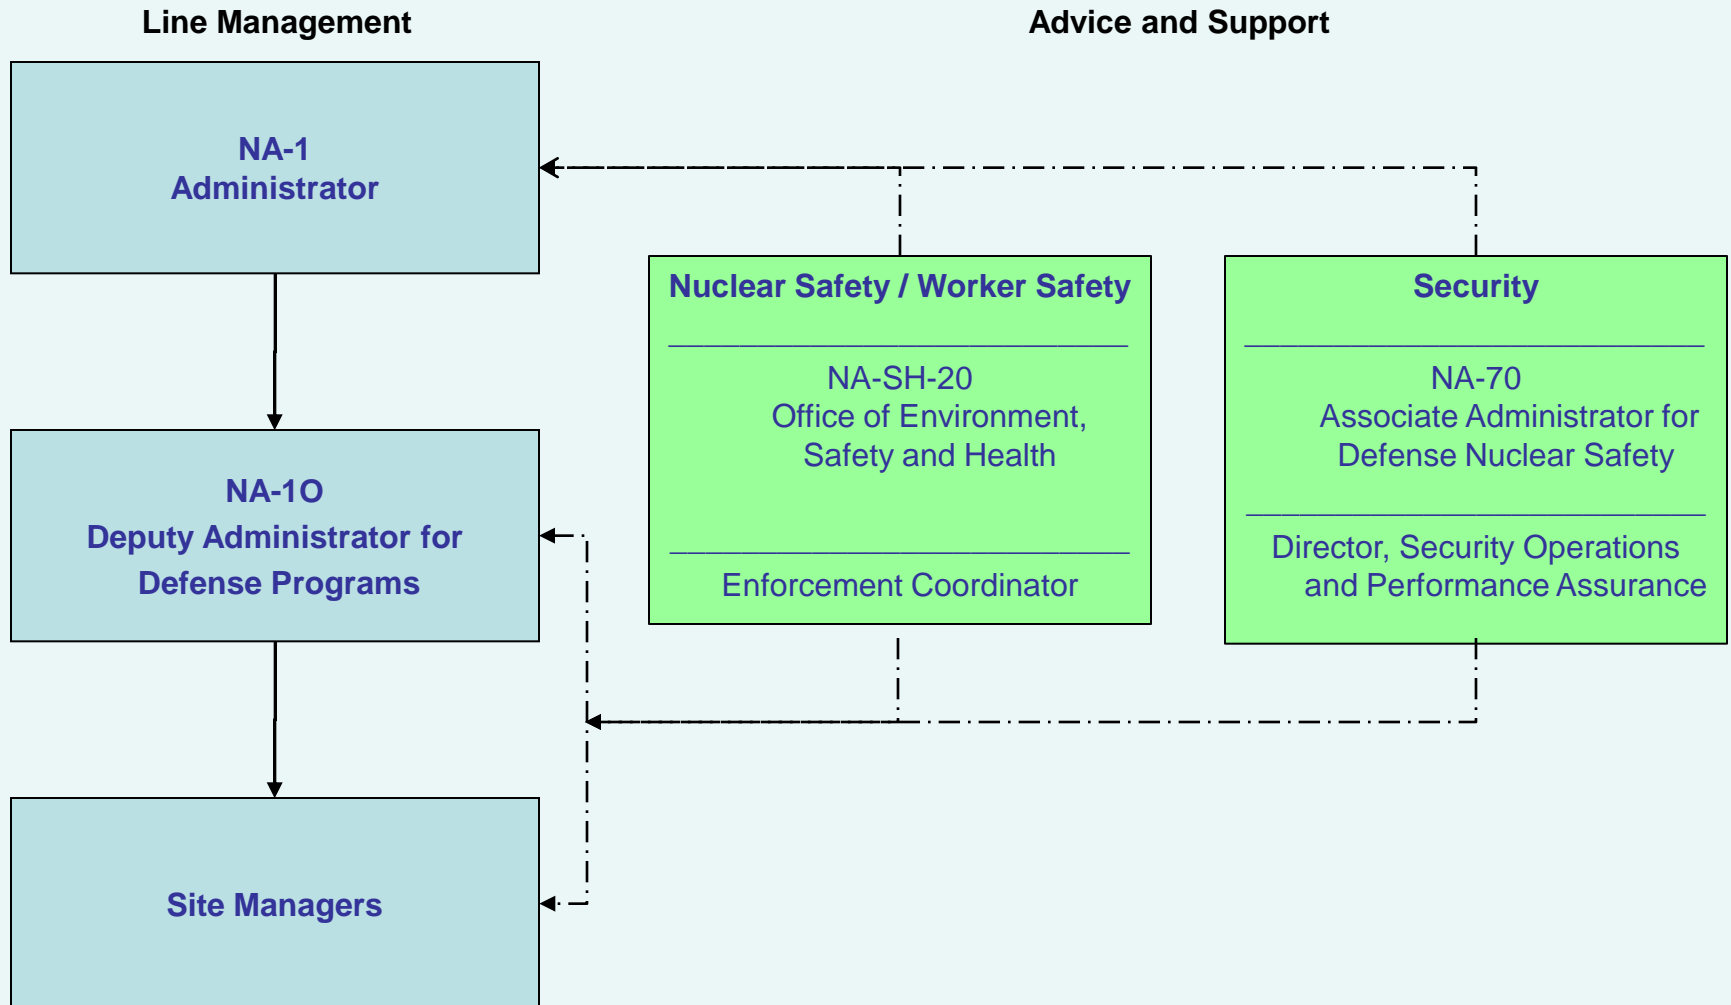 Line Management
Advice and Support
NA-1
Administrator
NA-1O
Deputy Administrator for
Defense Programs
Site Managers
Nuclear Safety / Worker Safety
NA-SH-20
Office of Environment,
Safety and Health
Enforcement Coordinator
Security
NA-70
Associate Administrator for
Defense Nuclear Safety
Director, Security Operations
and Performance Assurance